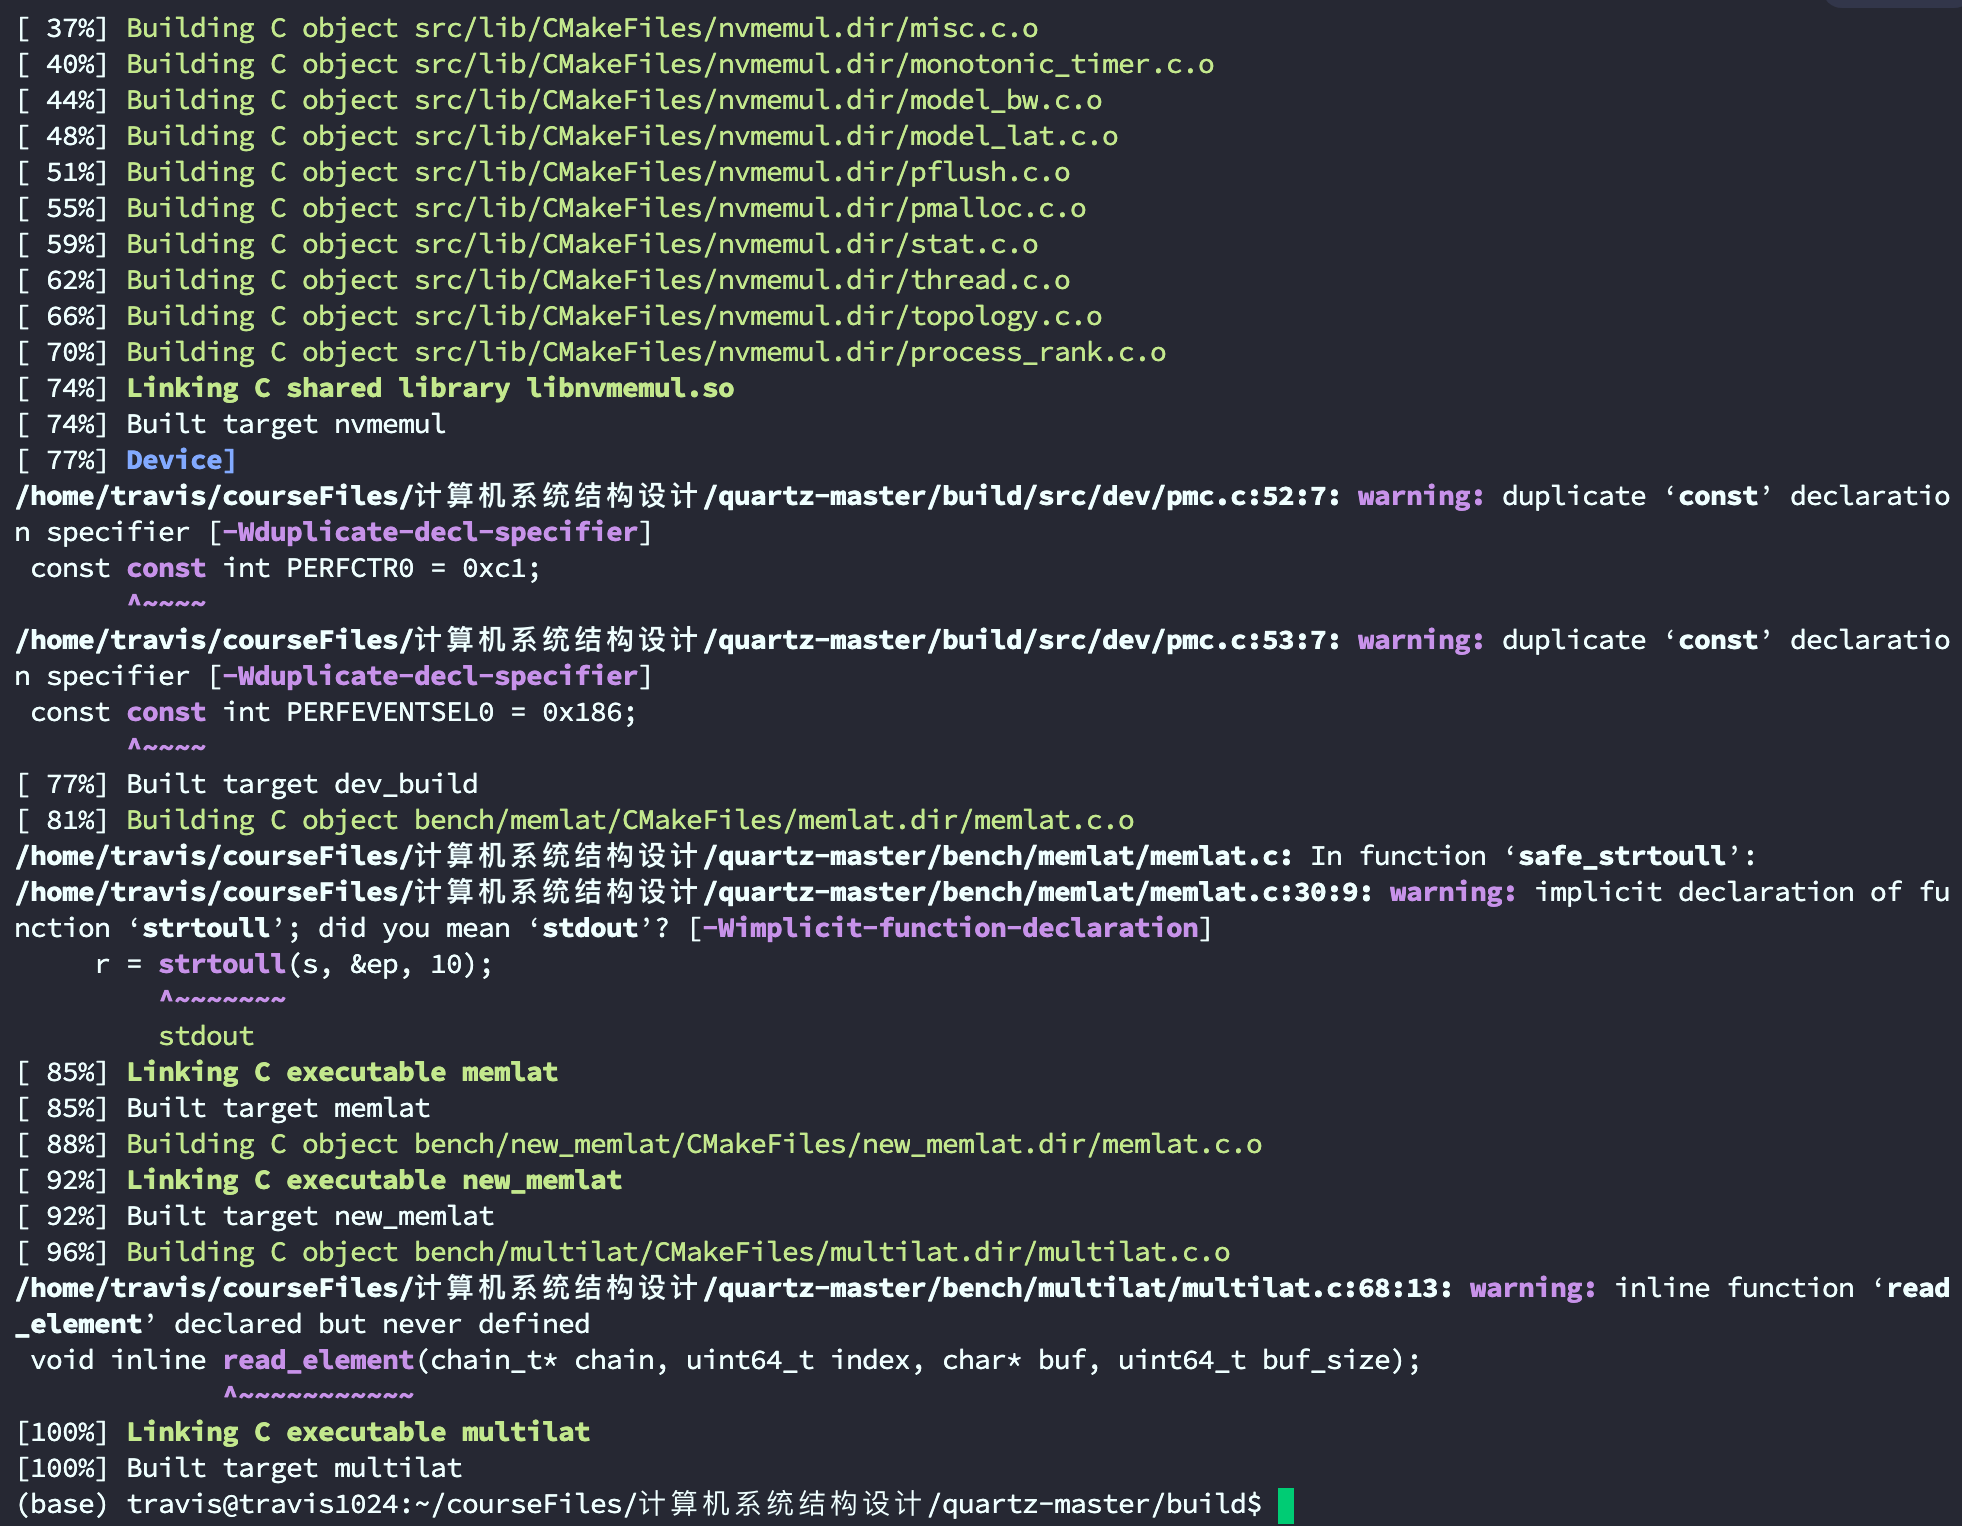 [ 37%] Building C object src/lib/CMakeFiles/nvmemul.dir/misc.c.o
[ 40%] Building C object src/lib/CMakeFiles/nvmemul.dir/monotonic_timer.c.o
[ 44%] Building C object src/lib/CMakeFiles/nvmemul.dir/model_bw.c.o
[ 48%] Building C object src/lib/CMakeFiles/nvmemul.dir/model_lat.c.o
[ 51%] Building C object src/lib/CMakeFiles/nvmemul.dir/pflush.c.o
[ 55%] Building C object src/lib/CMakeFiles/nvmemul.dir/pmalloc.c.o
[ 59%] Building C object src/lib/CMakeFiles/nvmemul.dir/stat.c.o
[ 62%] Building C object src/lib/CMakeFiles/nvmemul.dir/thread.c.o
[ 66%] Building C object src/lib/CMakeFiles/nvmemul.dir/topology.c.o
[ 70%] Building C object src/lib/CMakeFiles/nvmemul.dir/process_rank.c.o
[ 74%] Linking C shared library libnvmemul.so
[ 74%] Built target nvmemul
[ 77%] Device]
/home/travis/courseFiles/计算机系统结构设计/quartz-master/build/src/dev/pmc.c:52:7: warning: duplicate ‘const’ declaratio
n specifier [-Wduplicate-decl-specifier]
 const const int PERFCTR0 = 0xc1;
       ^~~~~
/home/travis/courseFiles/计算机系统结构设计/quartz-master/build/src/dev/pmc.c:53:7: warning: duplicate ‘const’ declaratio
n specifier [-Wduplicate-decl-specifier]
 const const int PERFEVENTSEL0 = 0x186;
       ^~~~~
[ 77%] Built target dev_build
[ 81%] Building C object bench/memlat/CMakeFiles/memlat.dir/memlat.c.o
/home/travis/courseFiles/计算机系统结构设计/quartz-master/bench/memlat/memlat.c: In function ‘safe_strtoull’:
/home/travis/courseFiles/计算机系统结构设计/quartz-master/bench/memlat/memlat.c:30:9: warning: implicit declaration of fu
nction ‘strtoull’; did you mean ‘stdout’? [-Wimplicit-function-declaration]
     r = strtoull(s, &ep, 10);
         ^~~~~~~~
         stdout
[ 85%] Linking C executable memlat
[ 85%] Built target memlat
[ 88%] Building C object bench/new_memlat/CMakeFiles/new_memlat.dir/memlat.c.o
[ 92%] Linking C executable new_memlat
[ 92%] Built target new_memlat
[ 96%] Building C object bench/multilat/CMakeFiles/multilat.dir/multilat.c.o
/home/travis/courseFiles/计算机系统结构设计/quartz-master/bench/multilat/multilat.c:68:13: warning: inline function ‘read
_element’ declared but never defined
 void inline read_element(chain_t* chain, uint64_t index, char* buf, uint64_t buf_size);
             ^~~~~~~~~~~~
[100%] Linking C executable multilat
[100%] Built target multilat
(base) travis@travis1024:~/courseFiles/计算机系统结构设计/quartz-master/build$